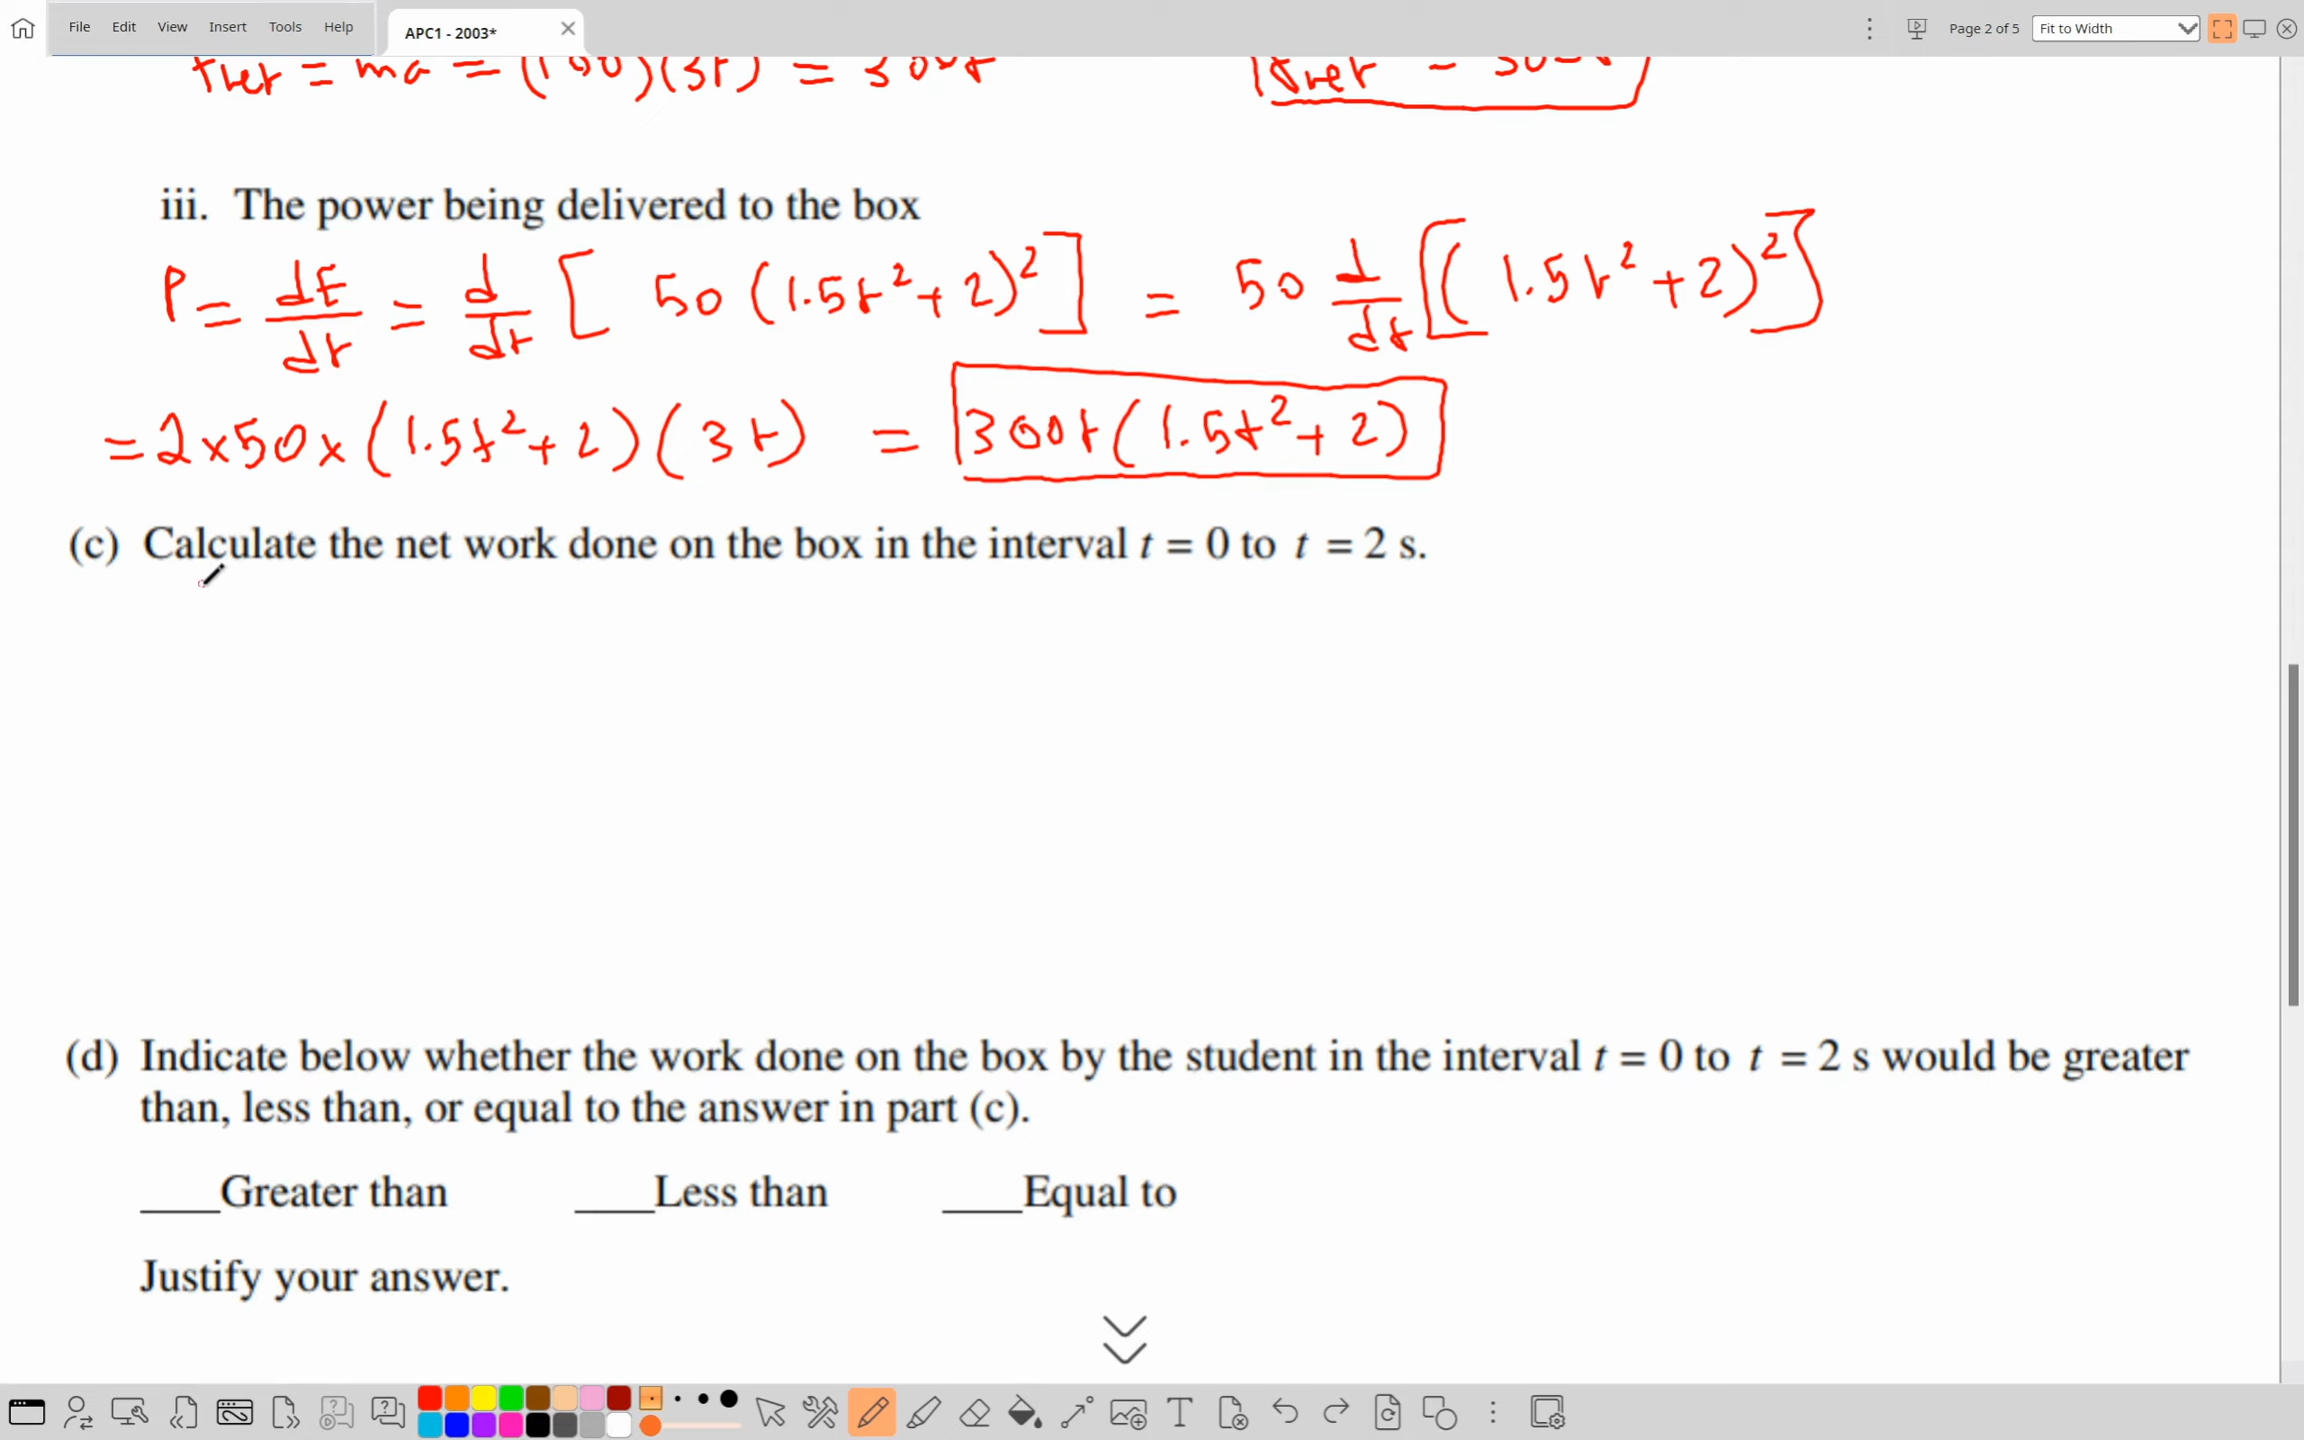 File Edit View Insert Tools Help APC1 - 2003* Page 2 of 5 Fit to Width
= ma = (100)(3t) = 300t
iii. The power being delivered to the box
P = dE/dt = d/dt [ 50 (1.5t² + 2)² ] = 50 d/dt [( 1.5t² + 2)²]
= 2 x 50 x (1.5t² + 2) (3t) = 300t (1.5t² + 2)
(c) Calculate the net work done on the box in the interval t = 0 to t = 2 s.
(d) Indicate below whether the work done on the box by the student in the interval t = 0 to t = 2 s would be greater
than, less than, or equal to the answer in part (c).
____Greater than ____Less than ____Equal to
Justify your answer.